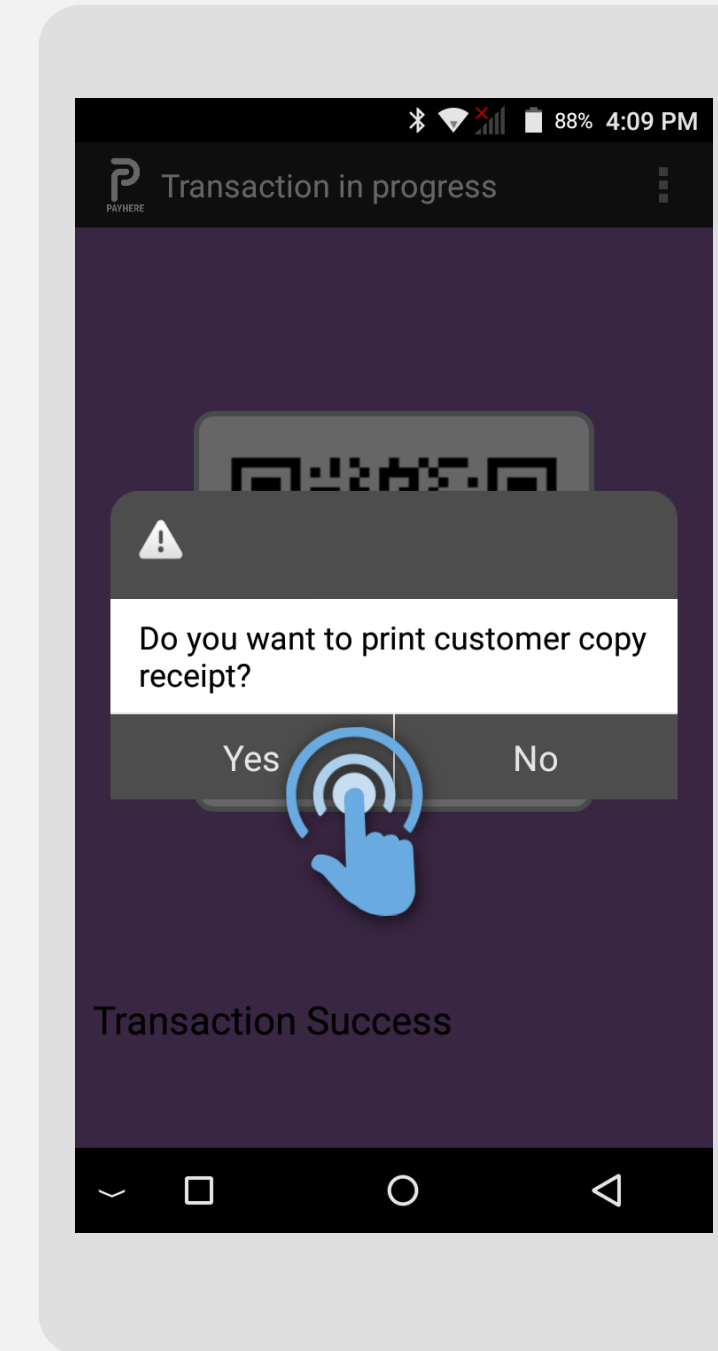 88% 4:09 PM
PAYHERE
Transaction in progress
Do you want to print customer copy
receipt?
Yes No
Transaction Success